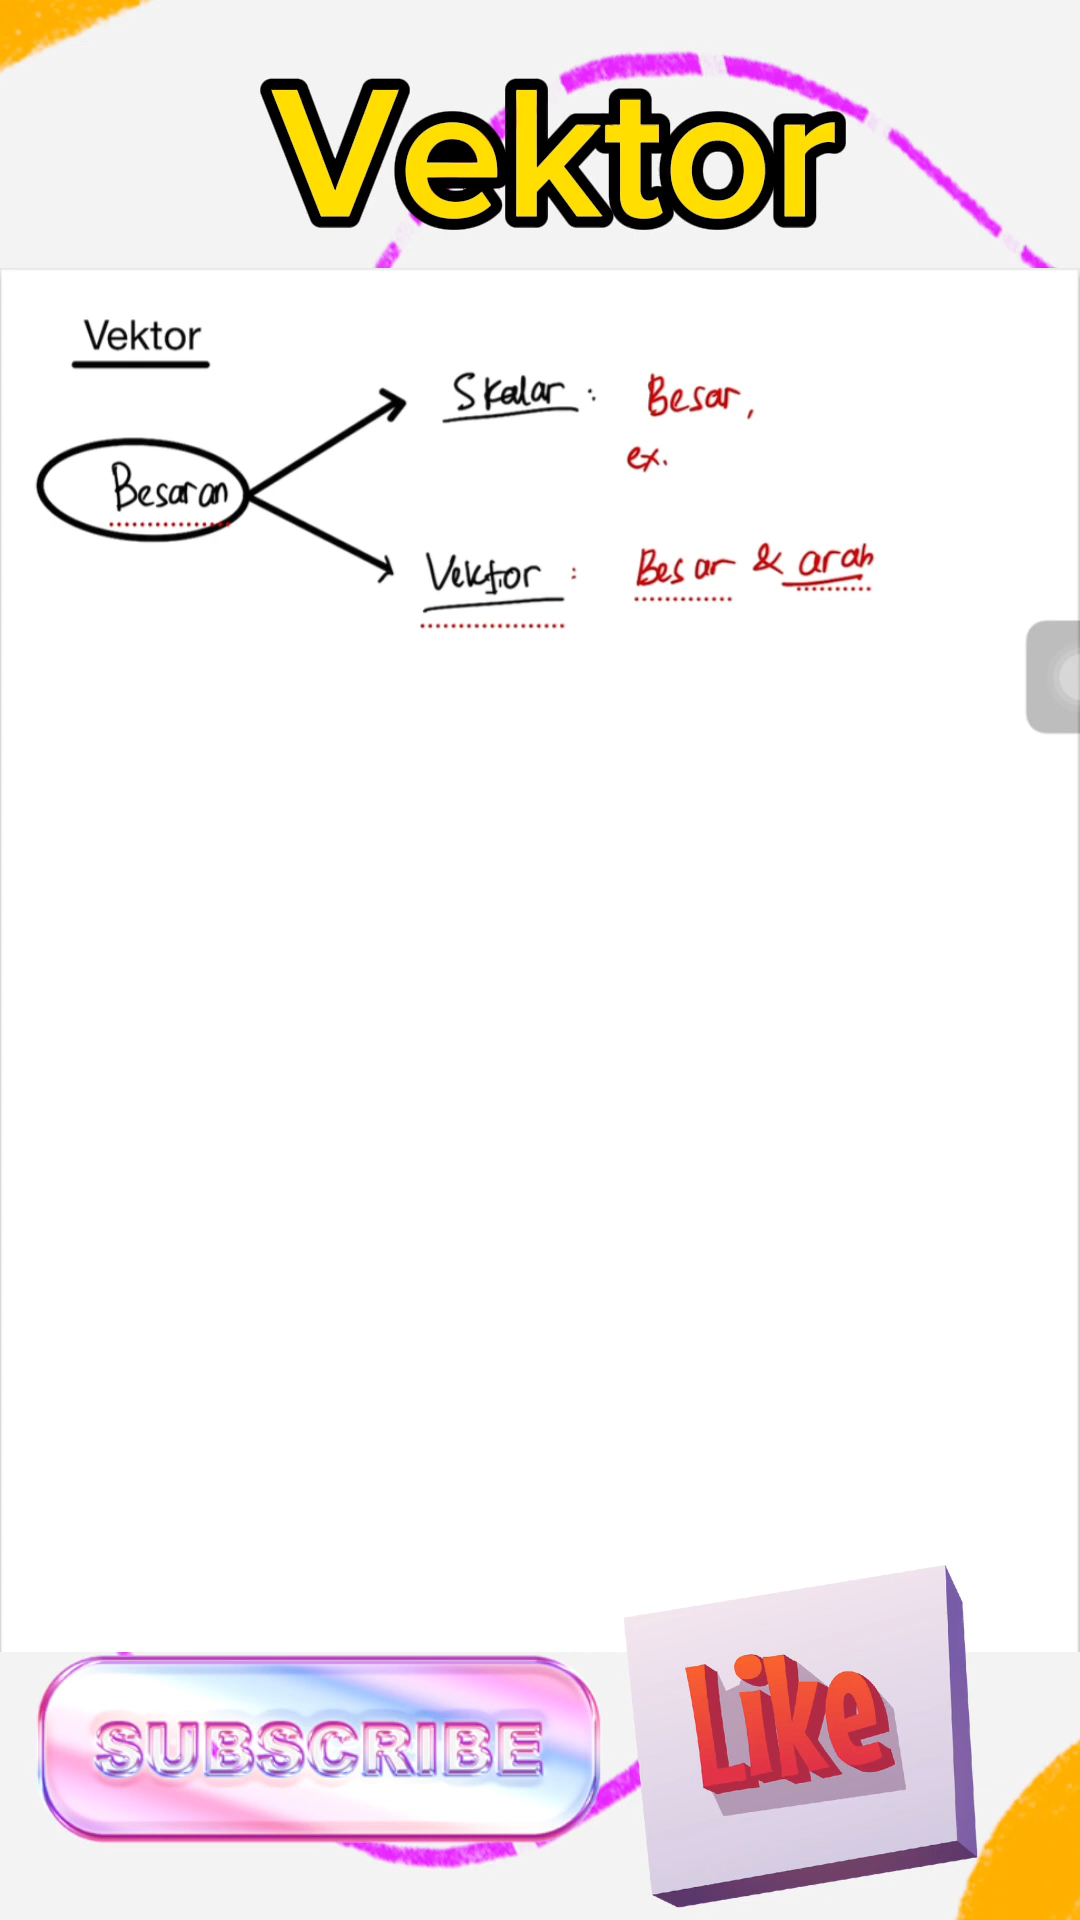 Vektor
Vektor
Skalar : Besar,
ex.
Besaran
Vektor : Besar & arah
SUBSCRIBE
Like